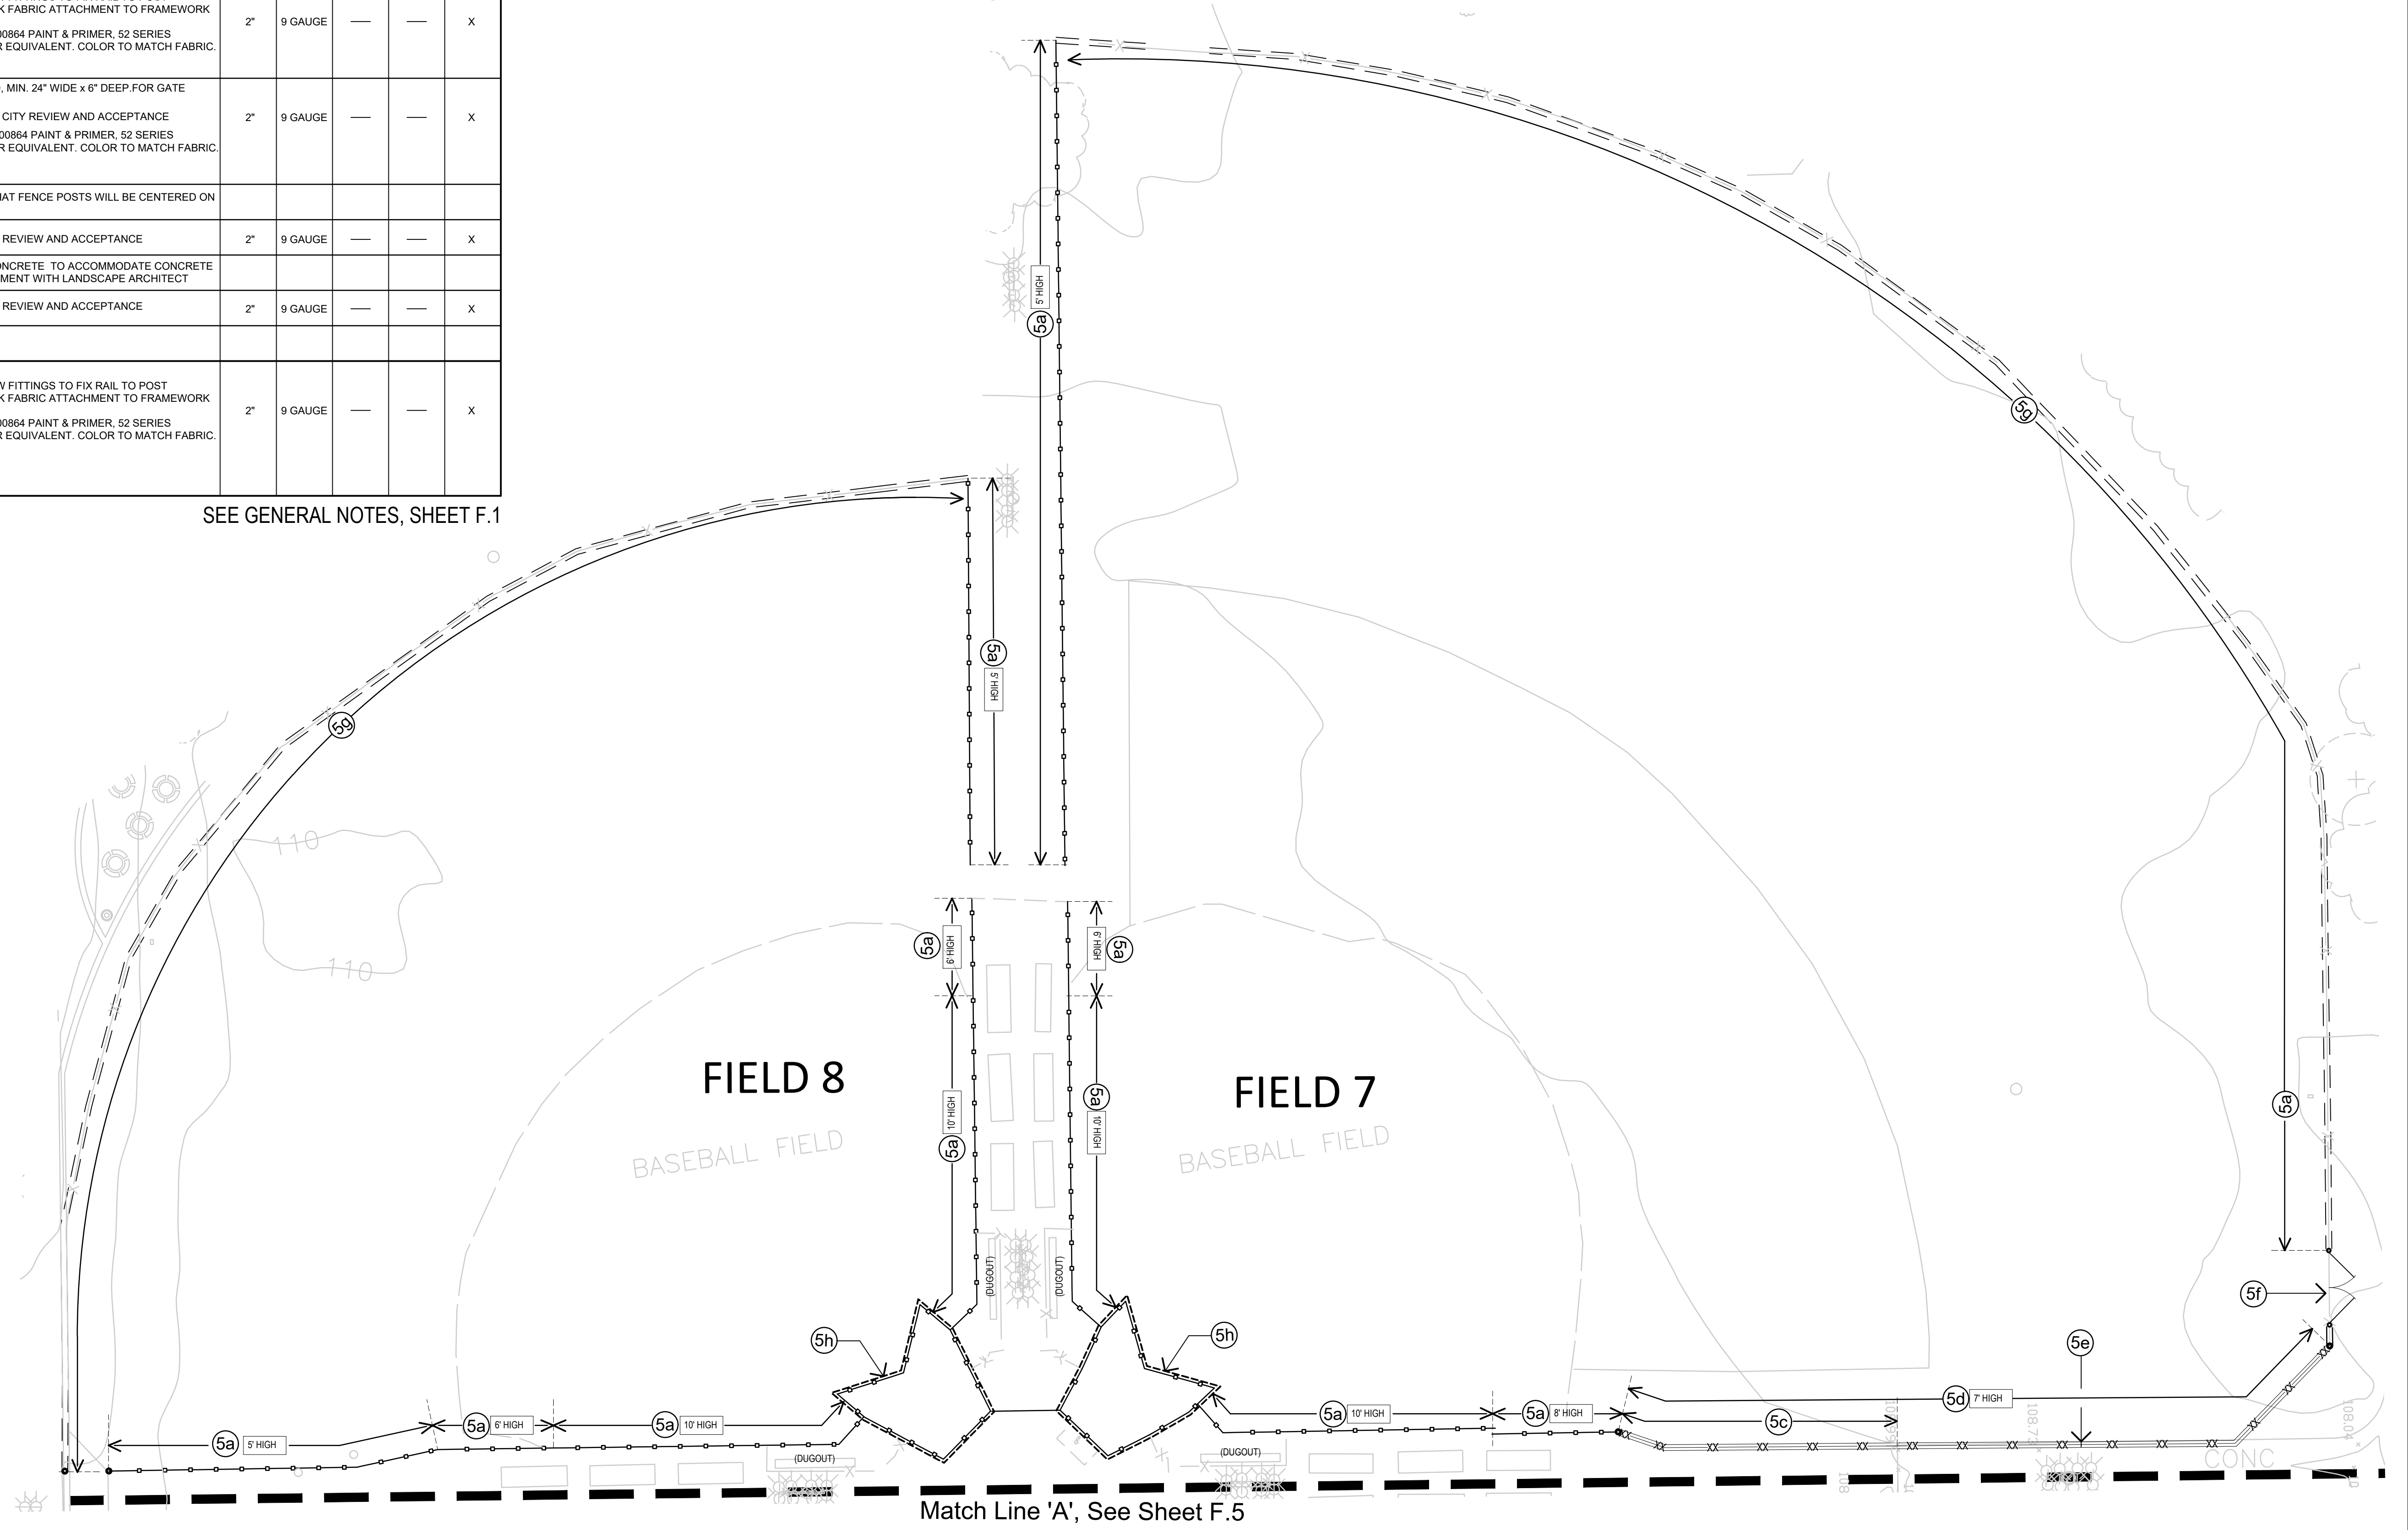 K FABRIC ATTACHMENT TO FRAMEWORK
2" 9 GAUGE X
00864 PAINT & PRIMER, 52 SERIES
R EQUIVALENT. COLOR TO MATCH FABRIC.
, MIN. 24" WIDE x 6" DEEP.FOR GATE
CITY REVIEW AND ACCEPTANCE
2" 9 GAUGE X
00864 PAINT & PRIMER, 52 SERIES
R EQUIVALENT. COLOR TO MATCH FABRIC.
HAT FENCE POSTS WILL BE CENTERED ON
REVIEW AND ACCEPTANCE
2" 9 GAUGE X
ONCRETE TO ACCOMMODATE CONCRETE
MENT WITH LANDSCAPE ARCHITECT
REVIEW AND ACCEPTANCE
2" 9 GAUGE X
W FITTINGS TO FIX RAIL TO POST
K FABRIC ATTACHMENT TO FRAMEWORK
2" 9 GAUGE X
00864 PAINT & PRIMER, 52 SERIES
R EQUIVALENT. COLOR TO MATCH FABRIC.
SEE GENERAL NOTES, SHEET F.1
5' HIGH
5a
5g
5a
5' HIGH
5g
110
110
5a
6' HIGH
6' HIGH
5a
FIELD 8
FIELD 7
10' HIGH
5a
5a
10' HIGH
5a
BASEBALL FIELD
BASEBALL FIELD
(DUGOUT)
(DUGOUT)
5f
5h
5h
5e
5a 5' HIGH
5a 6' HIGH
5a 10' HIGH
5a 10' HIGH
5a 8' HIGH
5d 7' HIGH
5c
108.73
(DUGOUT)
(DUGOUT)
CONC
108
Match Line 'A', See Sheet F.5